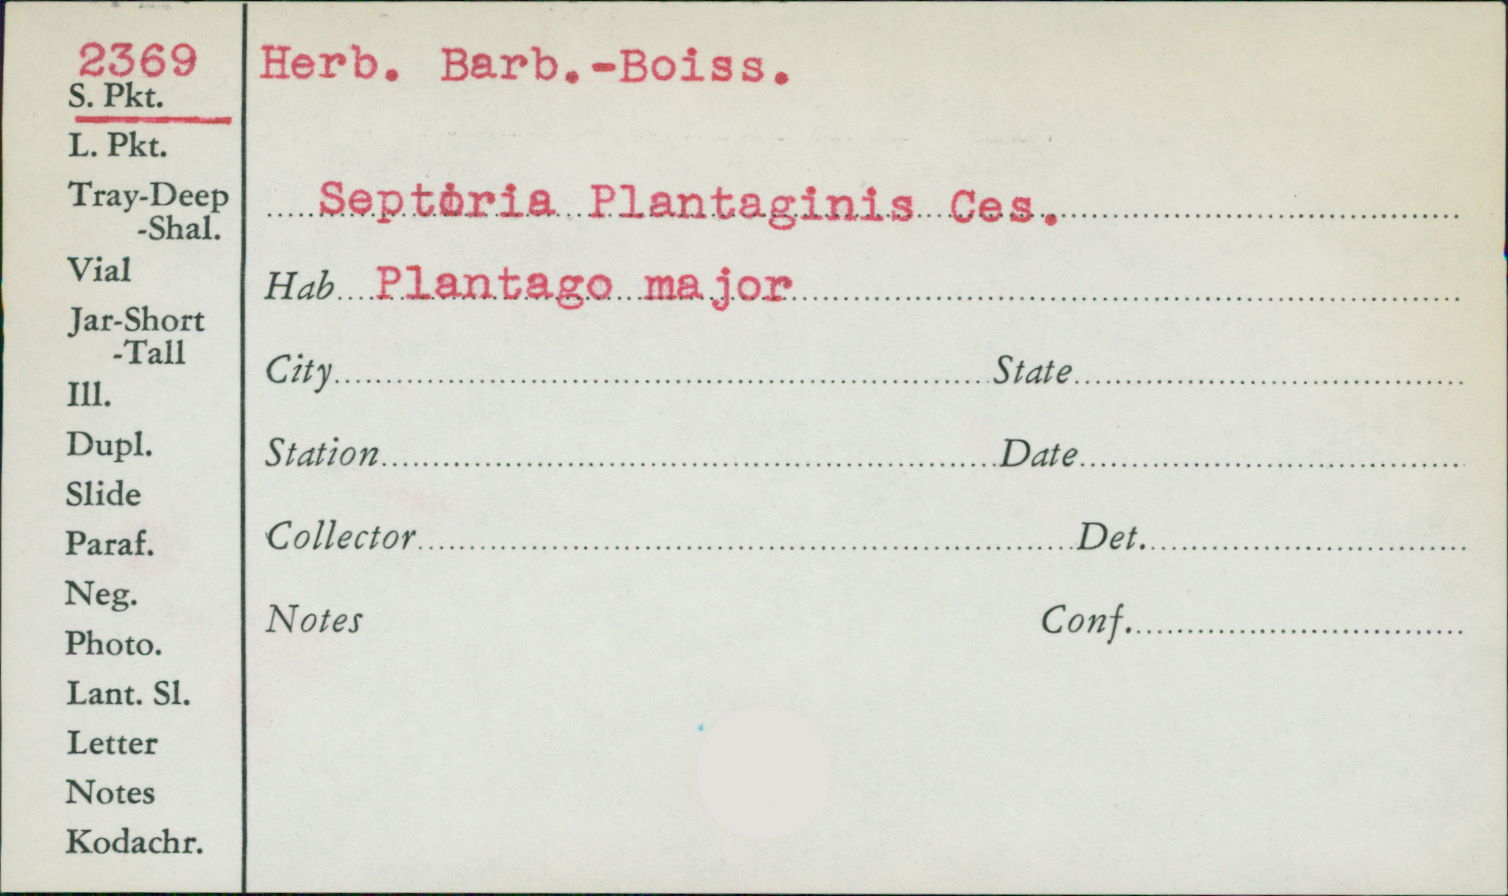 2369
S. Pkt.
L. Pkt.
Tray-Deep
-Shal.
Vial
Jar-Short
-Tall
Ill.
Dupl.
Slide
Paraf.
Neg.
Photo.
Lant. Sl.
Letter
Notes
Kodachr.
Herb. Barb.-Boiss.
Septoria Plantaginis Ces.
Hab Plantago major
City State
Station Date
Collector Det.
Notes Conf.